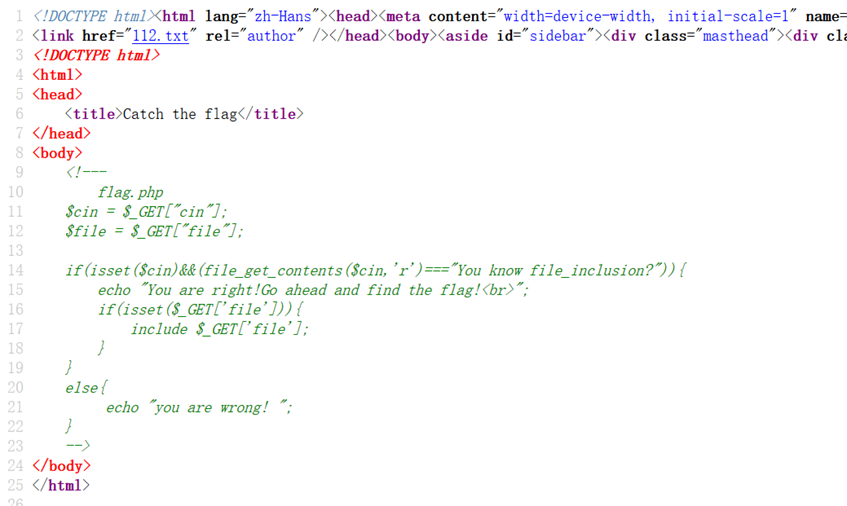 1 <!DOCTYPE html><html lang="zh-Hans"><head><meta content="width=device-width, initial-scale=1" name=
2 <link href="112.txt" rel="author" /></head><body><aside id="sidebar"><div class="masthead"><div cla
3 <!DOCTYPE html>
4 <html>
5 <head>
6 <title>Catch the flag</title>
7 </head>
8 <body>
9 <!---
10 flag.php
11 $cin = $_GET["cin"];
12 $file = $_GET["file"];
13
14 if(isset($cin)&&(file_get_contents($cin,'r')==="You know file_inclusion?")){
15 echo "You are right!Go ahead and find the flag!<br>";
16 if(isset($_GET['file'])){
17 include $_GET['file'];
18 }
19 }
20 else{
21 echo "you are wrong! ";
22 }
23 -->
24 </body>
25 </html>
26